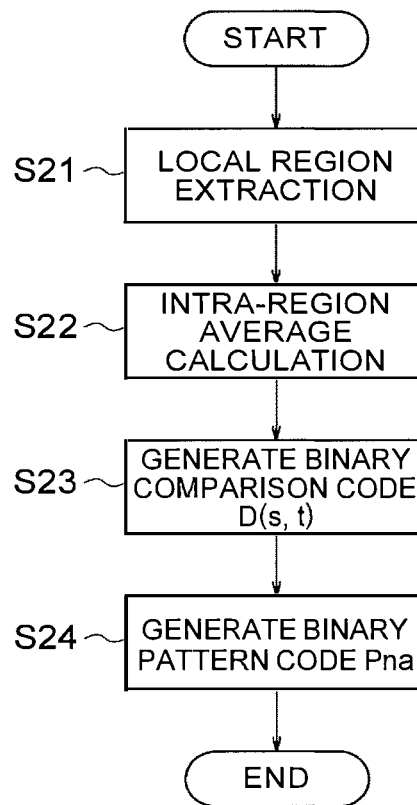 START
S21
LOCAL REGION
EXTRACTION
S22
INTRA-REGION
AVERAGE
CALCULATION
S23
GENERATE BINARY
COMPARISON CODE
D(s, t)
S24
GENERATE BINARY
PATTERN CODE Pna
END